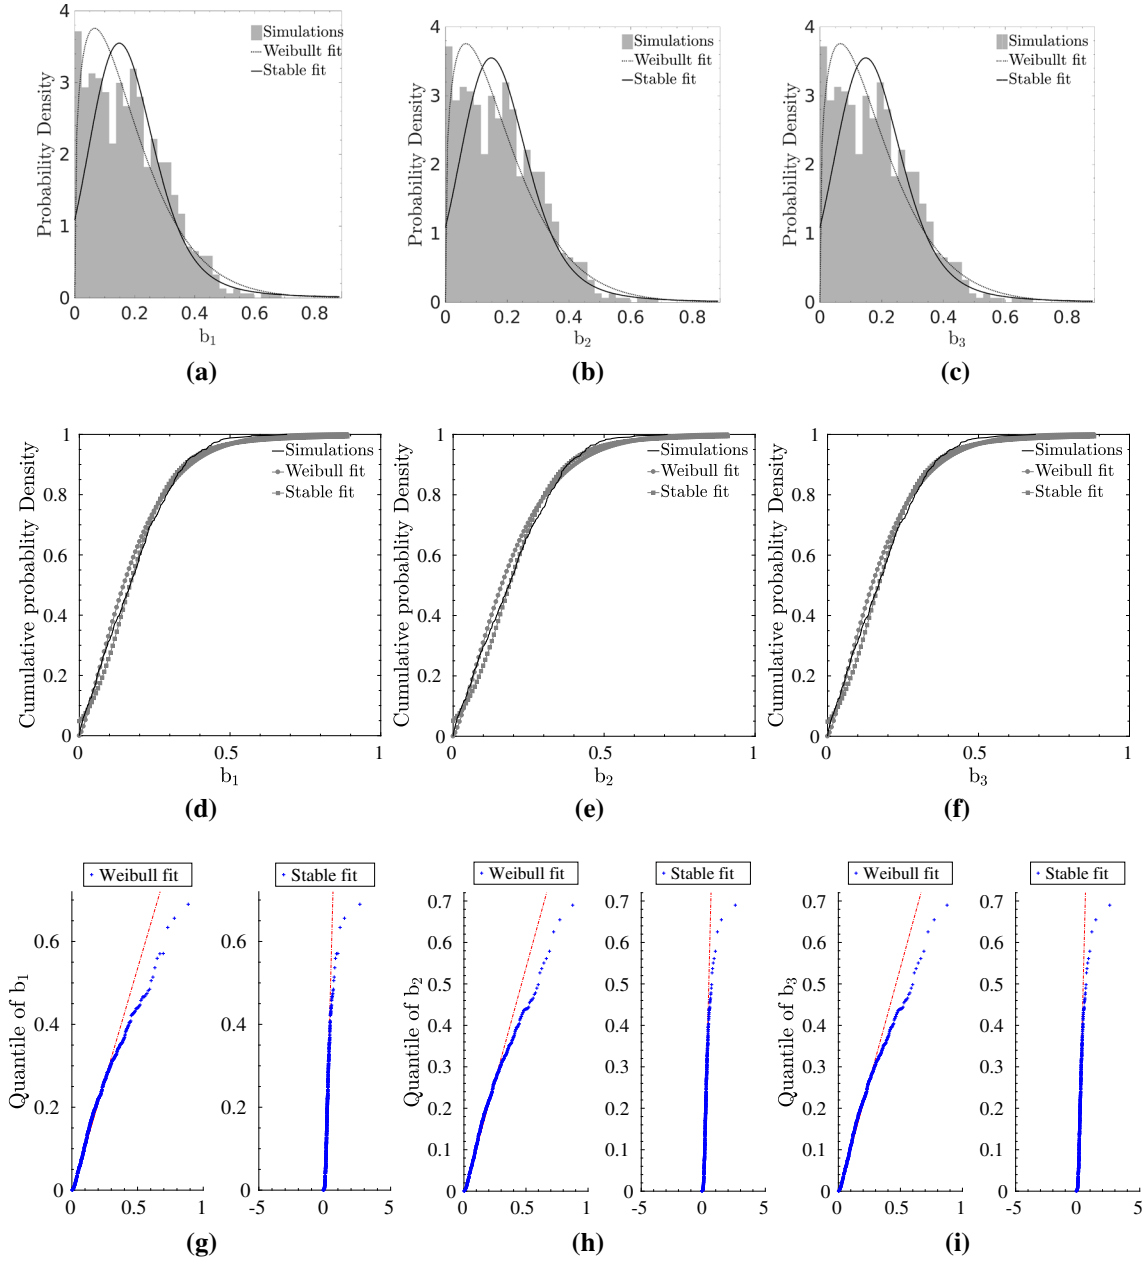 4
3
2
1
0
Probability Density
Simulations
Weibullt fit
Stable fit
0 0.2 0.4 0.6 0.8
b1
(a)
4
3
2
1
0
Probability Density
Simulations
Weibullt fit
Stable fit
0 0.2 0.4 0.6 0.8
b2
(b)
4
3
2
1
0
Probability Density
Simulations
Weibullt fit
Stable fit
0 0.2 0.4 0.6 0.8
b3
(c)
1
0.8
0.6
0.4
0.2
0
Cumulative probablity Density
Simulations
Weibull fit
Stable fit
0 0.5 1
b1
(d)
1
0.8
0.6
0.4
0.2
0
Cumulative probablity Density
Simulations
Weibull fit
Stable fit
0 0.5 1
b2
(e)
1
0.8
0.6
0.4
0.2
0
Cumulative probablity Density
Simulations
Weibull fit
Stable fit
0 0.5 1
b3
(f)
Weibull fit
0.6
0.4
0.2
0
Quantile of b1
0 0.5 1
Stable fit
0.6
0.4
0.2
0
-5 0 5
(g)
Weibull fit
0.7
0.6
0.5
0.4
0.3
0.2
0.1
0
Quantile of b2
0 0.5 1
Stable fit
0.7
0.6
0.5
0.4
0.3
0.2
0.1
0
-5 0 5
(h)
Weibull fit
0.7
0.6
0.5
0.4
0.3
0.2
0.1
0
Quantile of b3
0 0.5 1
Stable fit
0.7
0.6
0.5
0.4
0.3
0.2
0.1
0
-5 0 5
(i)